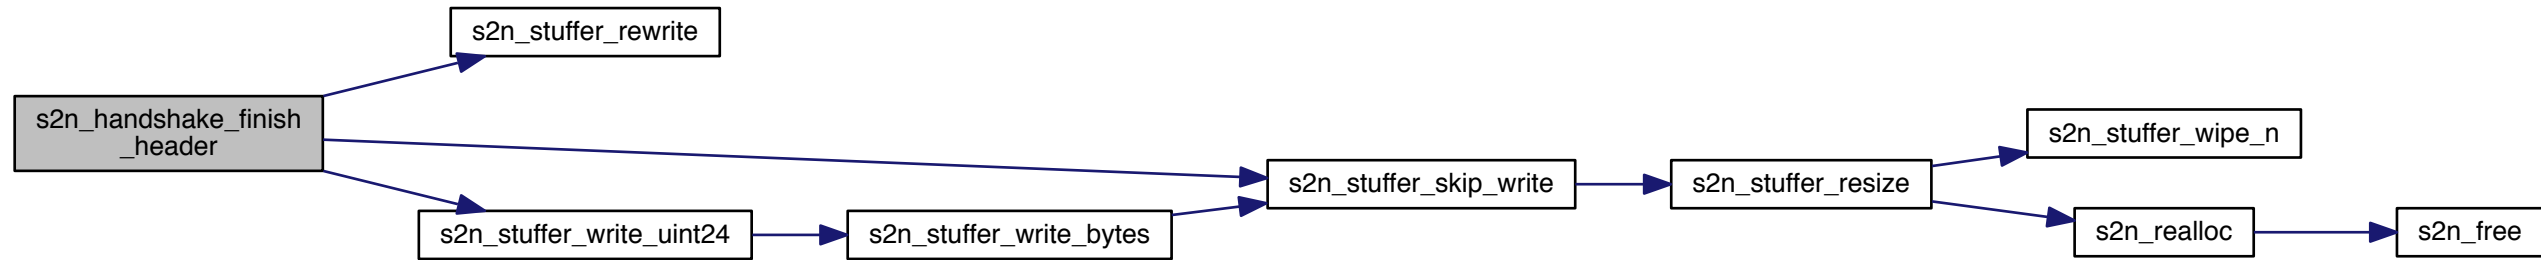 s2n_stuffer_rewrite
s2n_handshake_finish
_header
s2n_stuffer_wipe_n
s2n_stuffer_skip_write
s2n_stuffer_resize
s2n_stuffer_write_uint24
s2n_stuffer_write_bytes
s2n_realloc
s2n_free